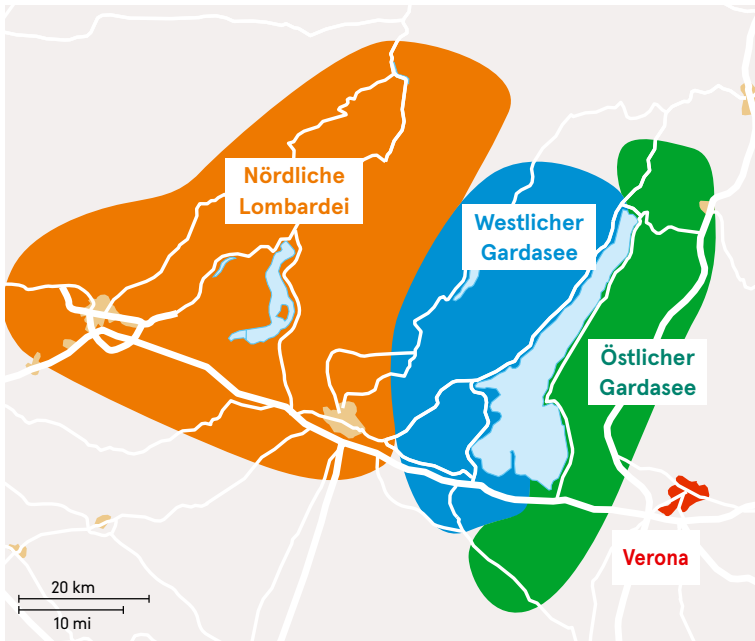 Nördliche
Lombardei
Westlicher
Gardasee
Östlicher
Gardasee
Verona
20 km
10 mi